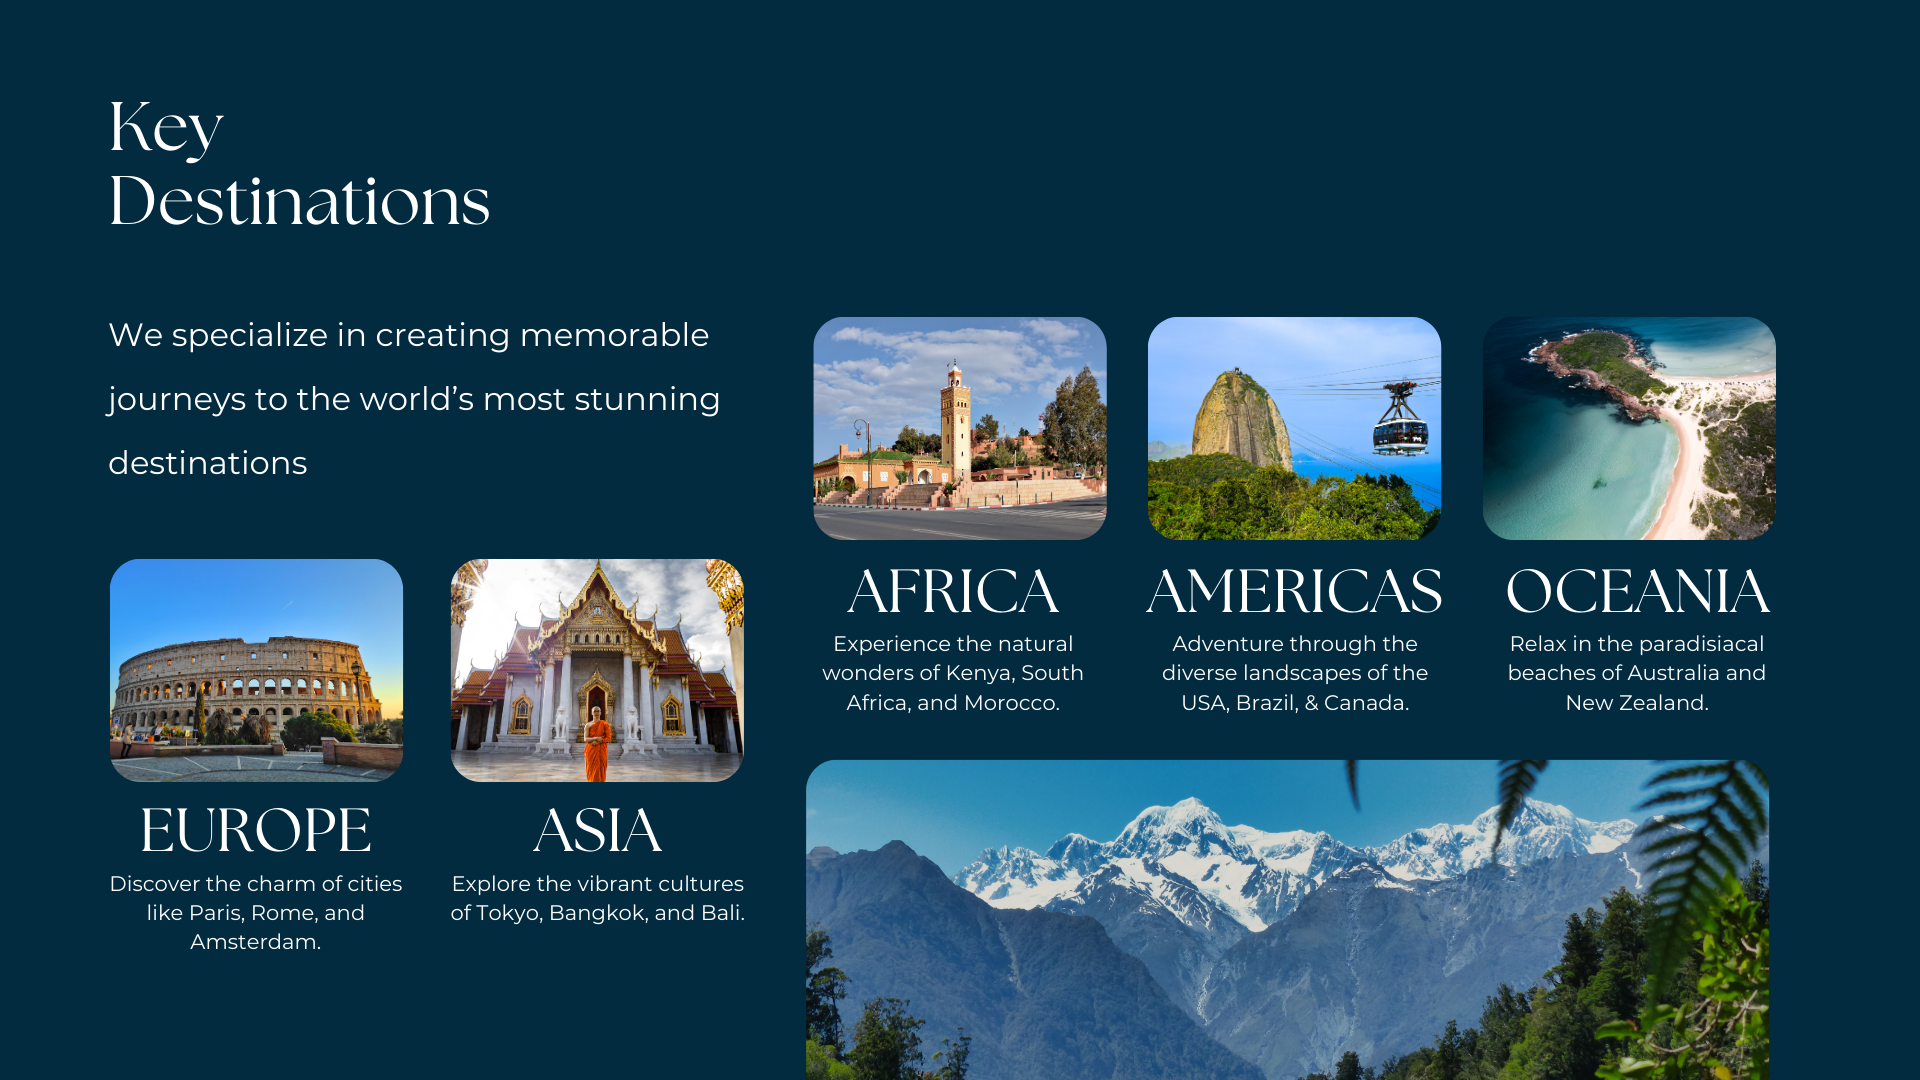 Key
Destinations
We specialize in creating memorable
journeys to the world’s most stunning
destinations
EUROPE
Discover the charm of cities
like Paris, Rome, and
Amsterdam.
ASIA
Explore the vibrant cultures
of Tokyo, Bangkok, and Bali.
AFRICA
Experience the natural
wonders of Kenya, South
Africa, and Morocco.
AMERICAS
Adventure through the
diverse landscapes of the
USA, Brazil, & Canada.
OCEANIA
Relax in the paradisiacal
beaches of Australia and
New Zealand.